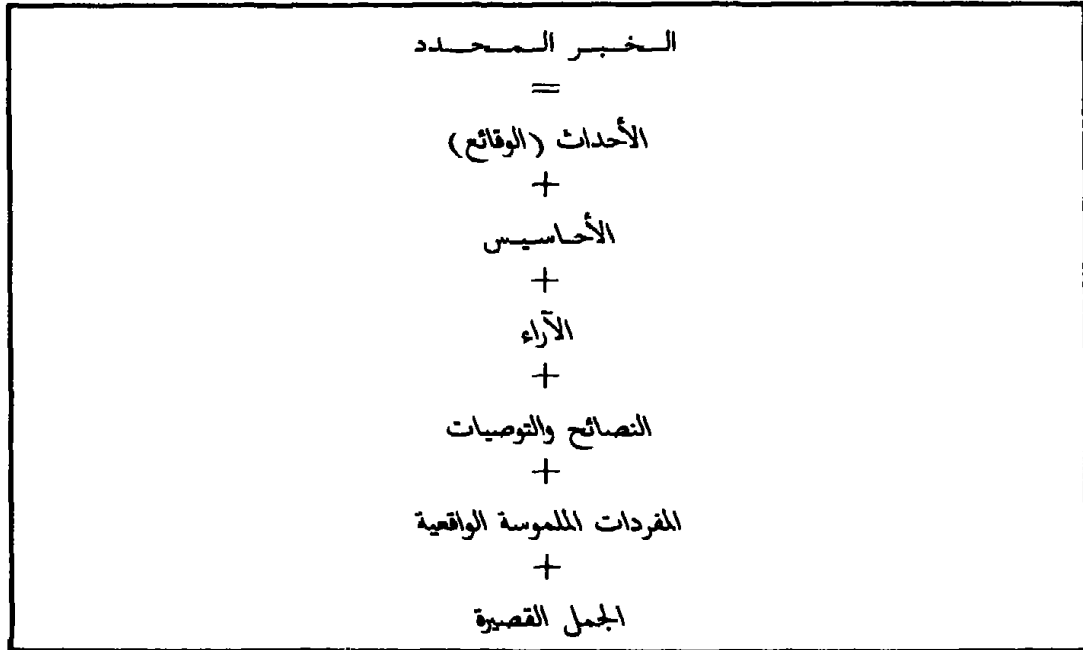 الخبر المحدد
=
الأحداث (الوقائع)
+
الأحاسيس
+
الآراء
+
النصائح والتوصيات
+
المفردات الملموسة الواقعية
+
الجمل القصيرة